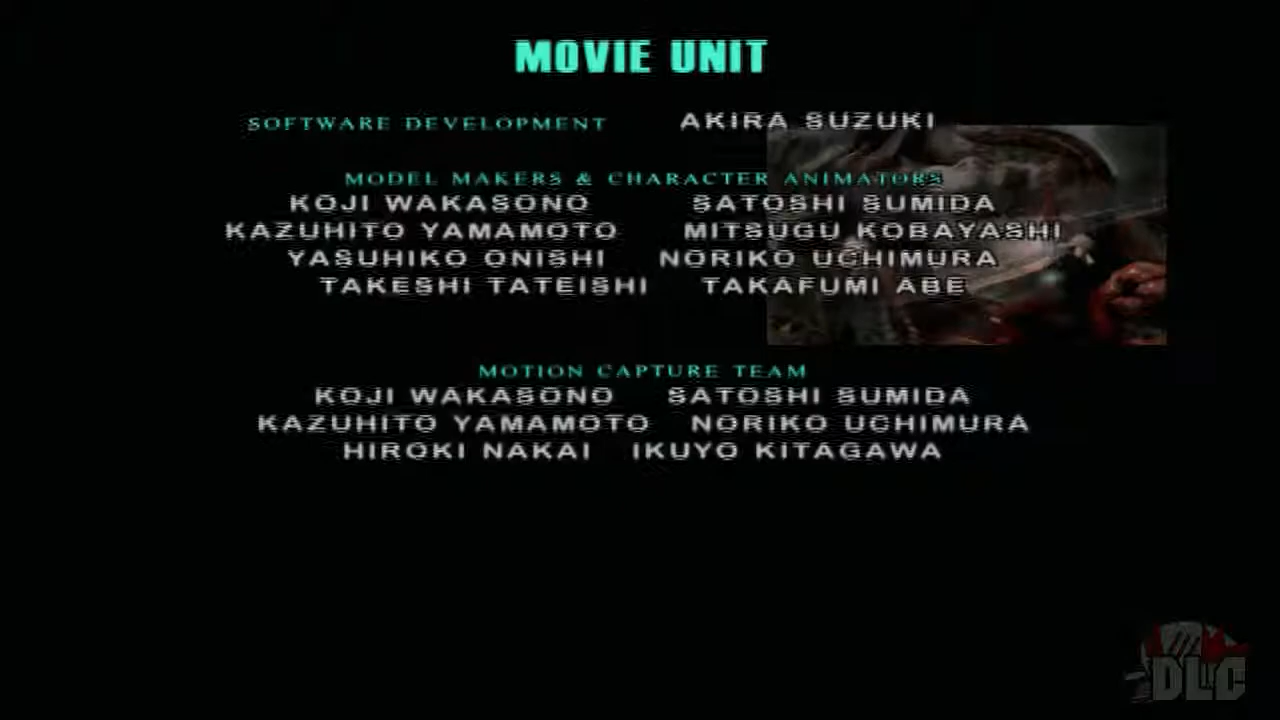 MOVIE UNIT
SOFTWARE DEVELOPMENT AKIRA SUZUKI
MODEL MAKERS & CHARACTER ANIMATORS
KOJI WAKASONO SATOSHI SUMIDA
KAZUHITO YAMAMOTO MITSUGU KOBAYASHI
YASUHIKO ONISHI NORIKO UCHIMURA
TAKESHI TATEISHI TAKAFUMI ABE
MOTION CAPTURE TEAM
KOJI WAKASONO SATOSHI SUMIDA
KAZUHITO YAMAMOTO NORIKO UCHIMURA
HIROKI NAKAI IKUYO KITAGAWA
DLC